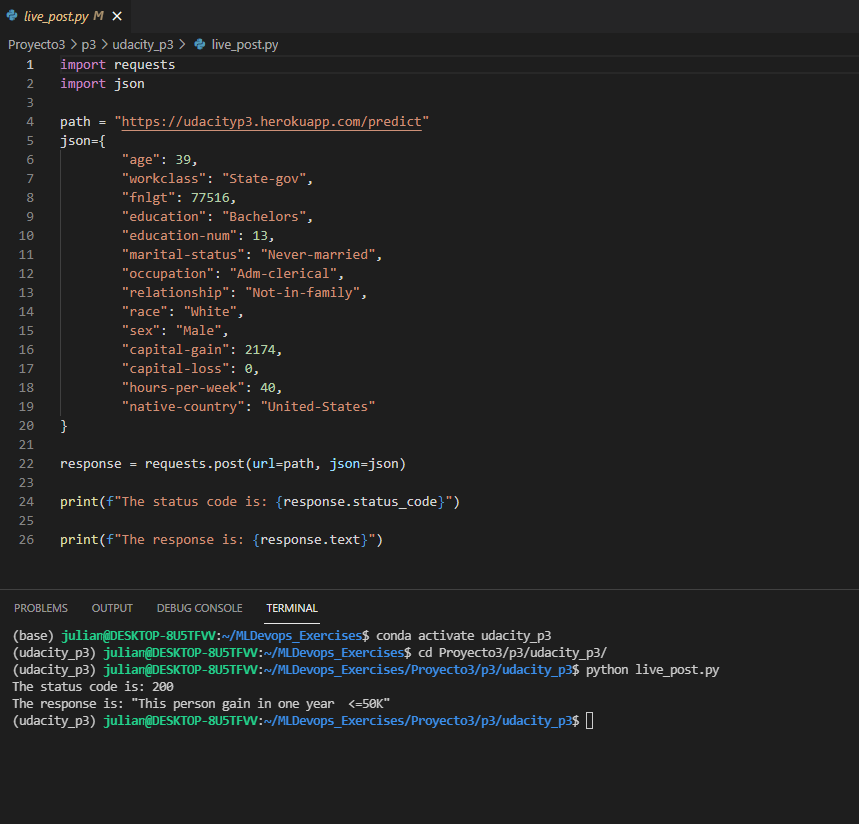 live_post.py M ×
Proyecto3 > p3 > udacity_p3 > live_post.py
1 import requests
2 import json
3
4 path = "https://udacityp3.herokuapp.com/predict"
5 json={
6 "age": 39,
7 "workclass": "State-gov",
8 "fnlgt": 77516,
9 "education": "Bachelors",
10 "education-num": 13,
11 "marital-status": "Never-married",
12 "occupation": "Adm-clerical",
13 "relationship": "Not-in-family",
14 "race": "White",
15 "sex": "Male",
16 "capital-gain": 2174,
17 "capital-loss": 0,
18 "hours-per-week": 40,
19 "native-country": "United-States"
20 }
21
22 response = requests.post(url=path, json=json)
23
24 print(f"The status code is: {response.status_code}")
25
26 print(f"The response is: {response.text}")
PROBLEMS OUTPUT DEBUG CONSOLE TERMINAL
(base) julian@DESKTOP-8U5TFVV:~/MLDevops_Exercises$ conda activate udacity_p3
(udacity_p3) julian@DESKTOP-8U5TFVV:~/MLDevops_Exercises$ cd Proyecto3/p3/udacity_p3/
(udacity_p3) julian@DESKTOP-8U5TFVV:~/MLDevops_Exercises/Proyecto3/p3/udacity_p3$ python live_post.py
The status code is: 200
The response is: "This person gain in one year  <=50K"
(udacity_p3) julian@DESKTOP-8U5TFVV:~/MLDevops_Exercises/Proyecto3/p3/udacity_p3$